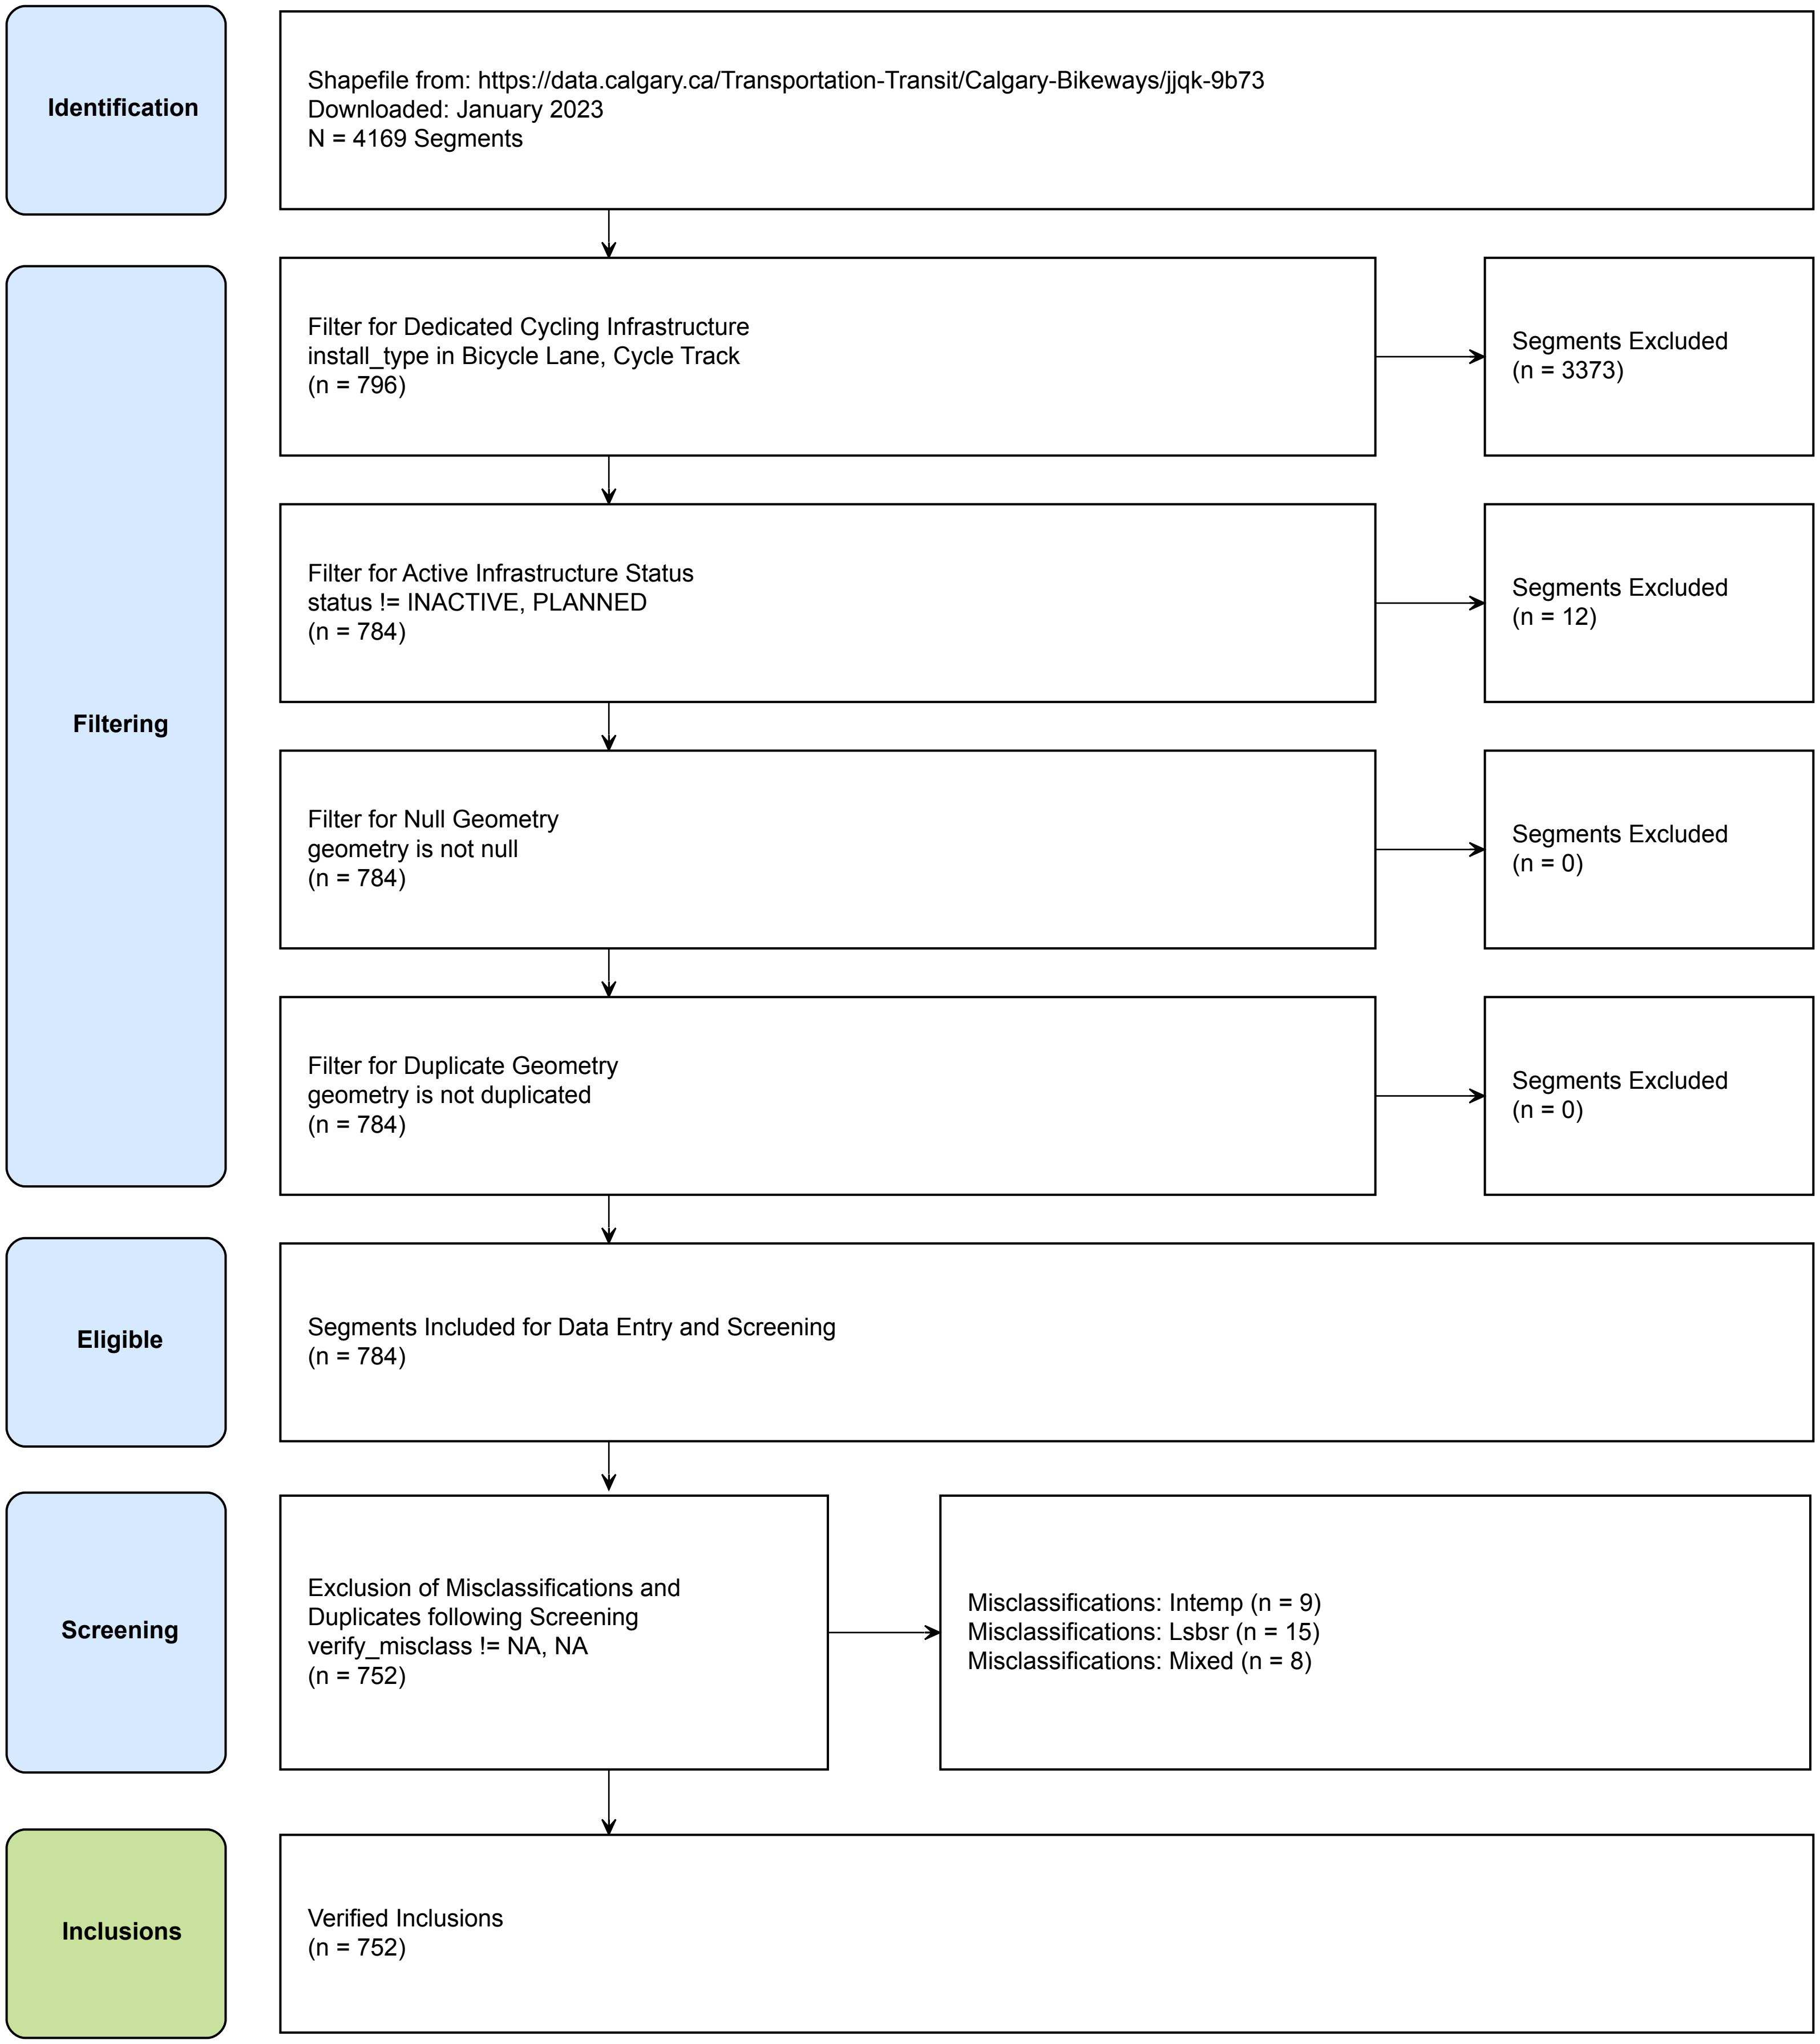 Identification
Shapefile from: https://data.calgary.ca/Transportation-Transit/Calgary-Bikeways/jjqk-9b73
Downloaded: January 2023
N = 4169 Segments
Filtering
Filter for Dedicated Cycling Infrastructure
install_type in Bicycle Lane, Cycle Track
(n = 796)
Segments Excluded
(n = 3373)
Filter for Active Infrastructure Status
status != INACTIVE, PLANNED
(n = 784)
Segments Excluded
(n = 12)
Filter for Null Geometry
geometry is not null
(n = 784)
Segments Excluded
(n = 0)
Filter for Duplicate Geometry
geometry is not duplicated
(n = 784)
Segments Excluded
(n = 0)
Eligible
Segments Included for Data Entry and Screening
(n = 784)
Screening
Exclusion of Misclassifications and
Duplicates following Screening
verify_misclass != NA, NA
(n = 752)
Misclassifications: Intemp (n = 9)
Misclassifications: Lsbsr (n = 15)
Misclassifications: Mixed (n = 8)
Inclusions
Verified Inclusions
(n = 752)